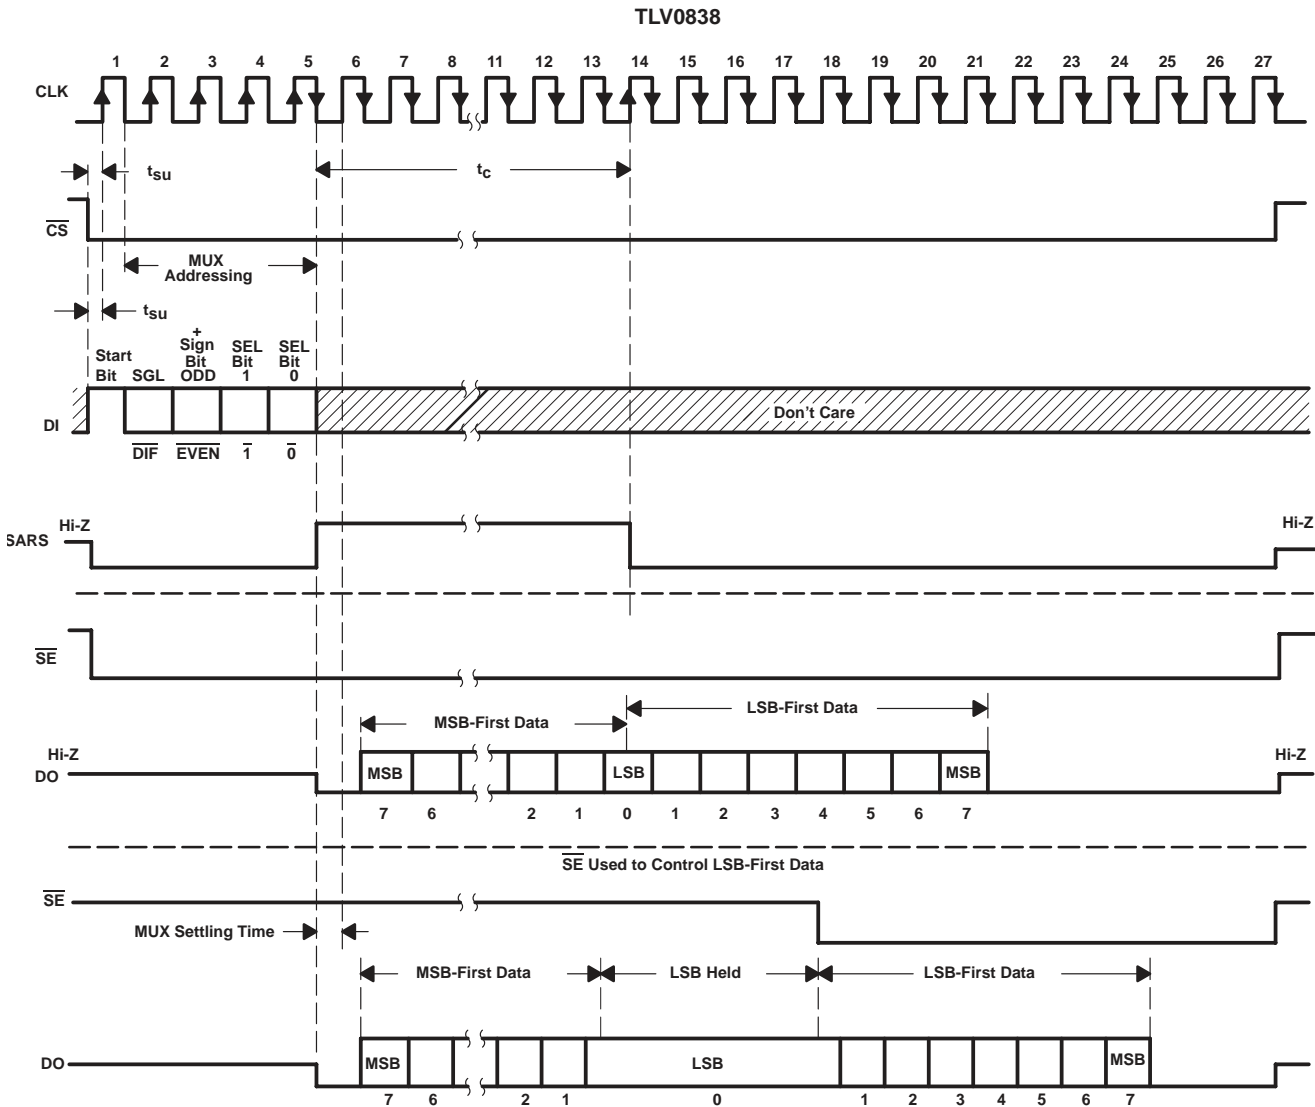 TLV0838
1 2 3 4 5 6 7 8 11 12 13 14 15 16 17 18 19 20 21 22 23 24 25 26 27
CLK
tsu
tc
CS
MUX
Addressing
tsu
+
Sign
Start Bit SEL SEL
Bit Bit
Bit SGL ODD 1 0
DI
Don't Care
DIF EVEN 1 0
Hi-Z
Hi-Z
SARS
SE
MSB-First Data
LSB-First Data
Hi-Z
Hi-Z
DO
MSB LSB MSB
7 6 2 1 0 1 2 3 4 5 6 7
SE Used to Control LSB-First Data
SE
MUX Settling Time
MSB-First Data LSB Held LSB-First Data
DO
MSB LSB MSB
7 6 2 1 0 1 2 3 4 5 6 7